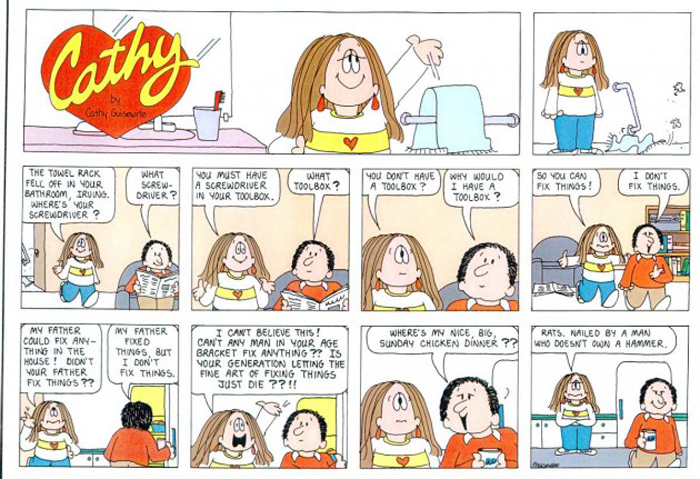 Cathy
by
Cathy Guisewite
THE TOWEL RACK
FELL OFF IN YOUR
BATHROOM, IRVING.
WHERE'S YOUR
SCREWDRIVER?
WHAT
SCREW-
DRIVER?
YOU MUST HAVE
A SCREWDRIVER
IN YOUR TOOLBOX.
WHAT
TOOLBOX?
YOU DON'T HAVE
A TOOLBOX?
WHY WOULD
I HAVE A
TOOLBOX?
SO YOU CAN
FIX THINGS!
I DON'T
FIX THINGS.
MY FATHER
COULD FIX ANY-
THING IN THE
HOUSE! DIDN'T
YOUR FATHER
FIX THINGS??
MY FATHER
FIXED
THINGS, BUT
I DON'T
FIX THINGS.
I CAN'T BELIEVE THIS!
CAN'T ANY MAN IN YOUR AGE
BRACKET FIX ANYTHING?? IS
YOUR GENERATION LETTING THE
FINE ART OF FIXING THINGS
JUST DIE??!!
WHERE'S MY NICE, BIG,
SUNDAY CHICKEN DINNER??
RATS. NAILED BY A MAN
WHO DOESN'T OWN A HAMMER.